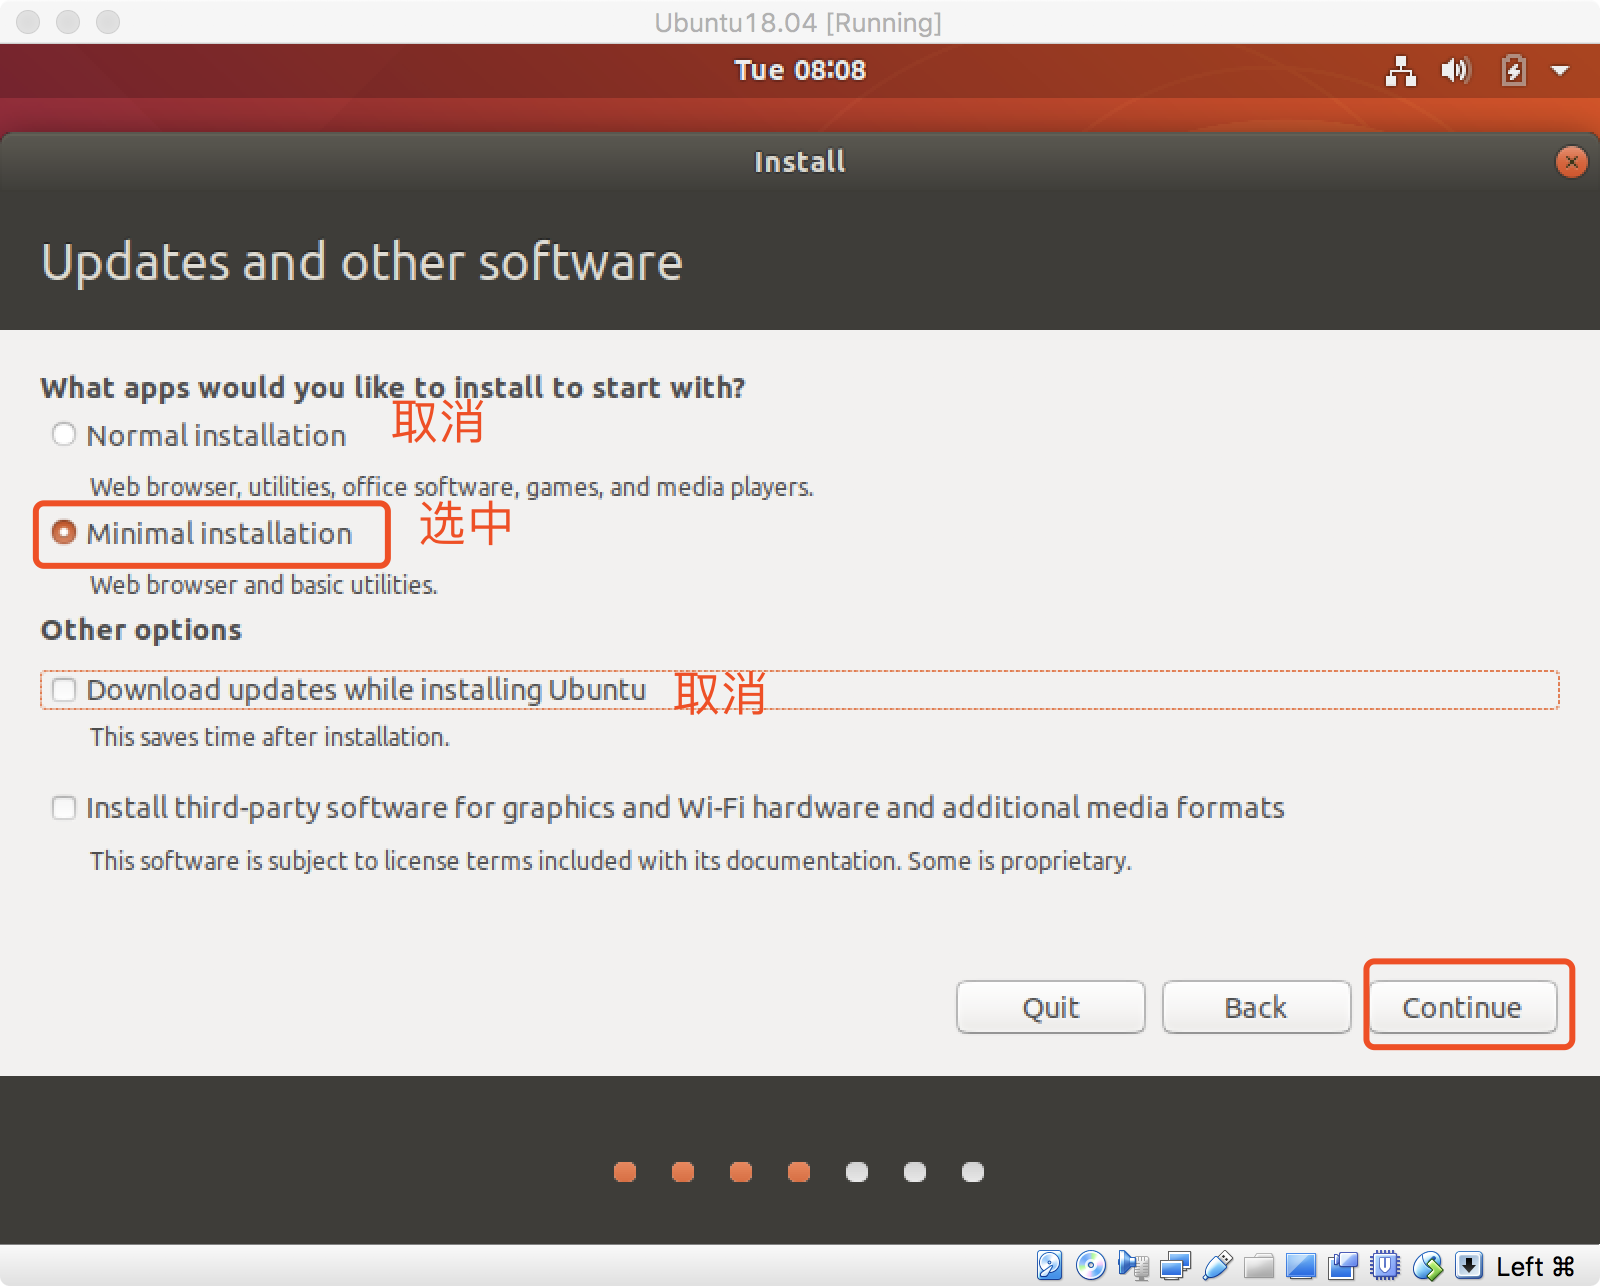 Ubuntu18.04 [Running]
Tue 08:08
Install
Updates and other software
What apps would you like to install to start with?
Normal installation 取消
Web browser, utilities, office software, games, and media players.
Minimal installation 选中
Web browser and basic utilities.
Other options
Download updates while installing Ubuntu 取消
This saves time after installation.
Install third-party software for graphics and Wi-Fi hardware and additional media formats
This software is subject to license terms included with its documentation. Some is proprietary.
Quit Back Continue
Left ⌘